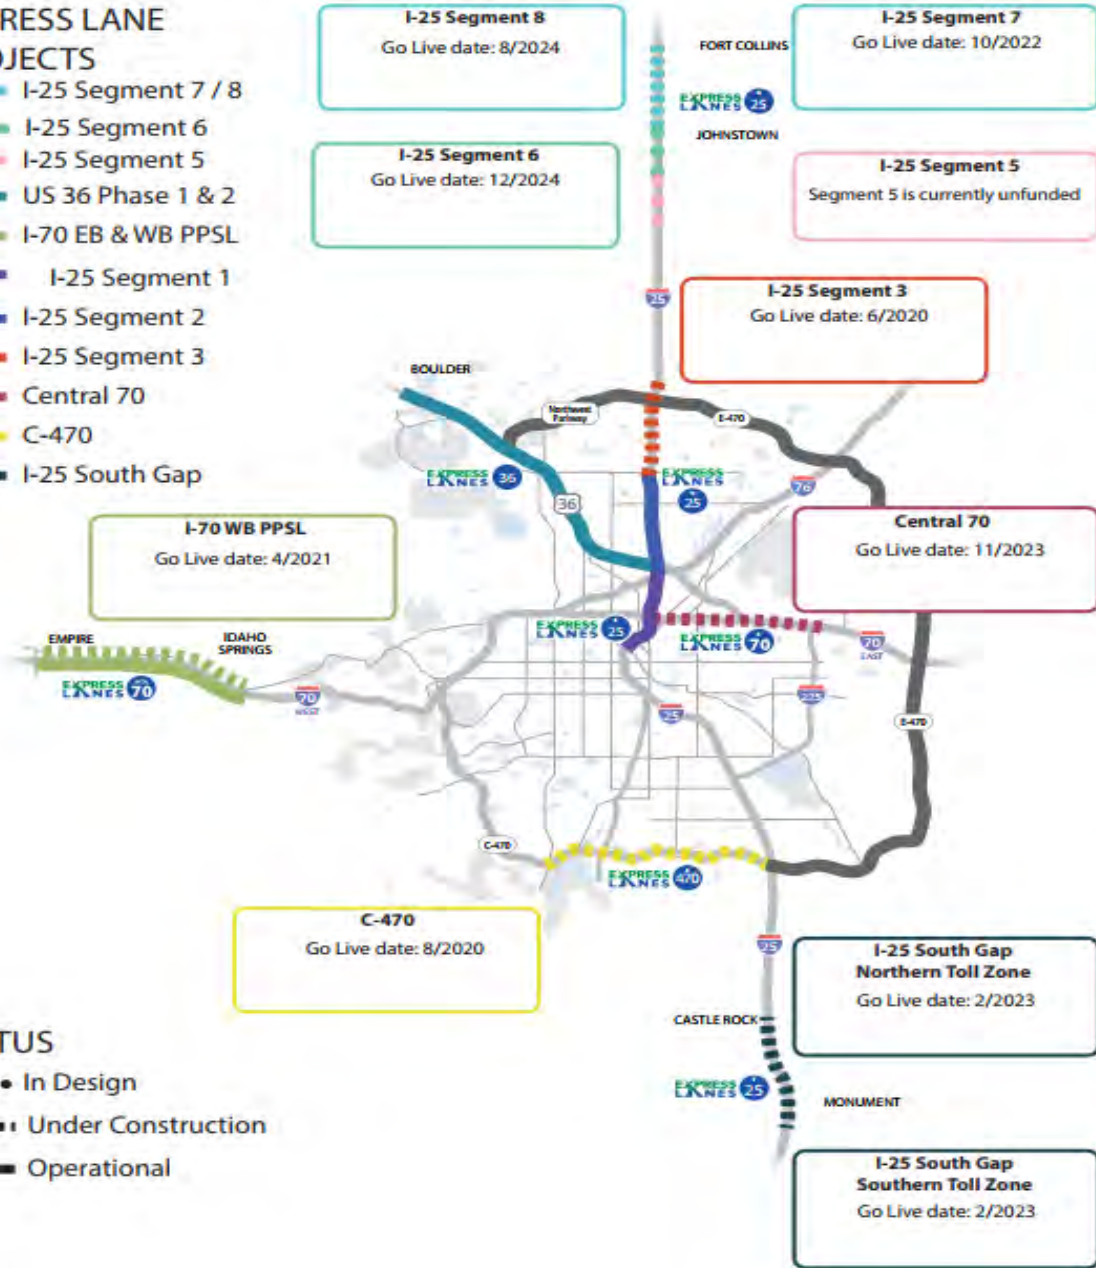 RESS LANE
OJECTS
I-25 Segment 7 / 8
I-25 Segment 6
I-25 Segment 5
US 36 Phase 1 & 2
I-70 EB & WB PPSL
I-25 Segment 1
I-25 Segment 2
I-25 Segment 3
Central 70
C-470
I-25 South Gap
I-25 Segment 8
Go Live date: 8/2024
I-25 Segment 7
Go Live date: 10/2022
FORT COLLINS
EXPRESS
LANES 25
JOHNSTOWN
I-25 Segment 6
Go Live date: 12/2024
I-25 Segment 5
Segment 5 is currently unfunded
25
I-25 Segment 3
Go Live date: 6/2020
BOULDER
Northwest
Parkway
E-470
EXPRESS
LANES 36
36
EXPRESS
LANES
25
76
I-70 WB PPSL
Go Live date: 4/2021
Central 70
Go Live date: 11/2023
EMPIRE
IDAHO
SPRINGS
EXPRESS
LANES 70
70
WEST
EXPRESS
LANES 25
EXPRESS
LANES 70
70
EAST
225
25
E-470
C-470
EXPRESS
LANES 470
C-470
Go Live date: 8/2020
25
I-25 South Gap
Northern Toll Zone
Go Live date: 2/2023
CASTLE ROCK
EXPRESS
LANES 25
MONUMENT
I-25 South Gap
Southern Toll Zone
Go Live date: 2/2023
TUS
In Design
Under Construction
Operational